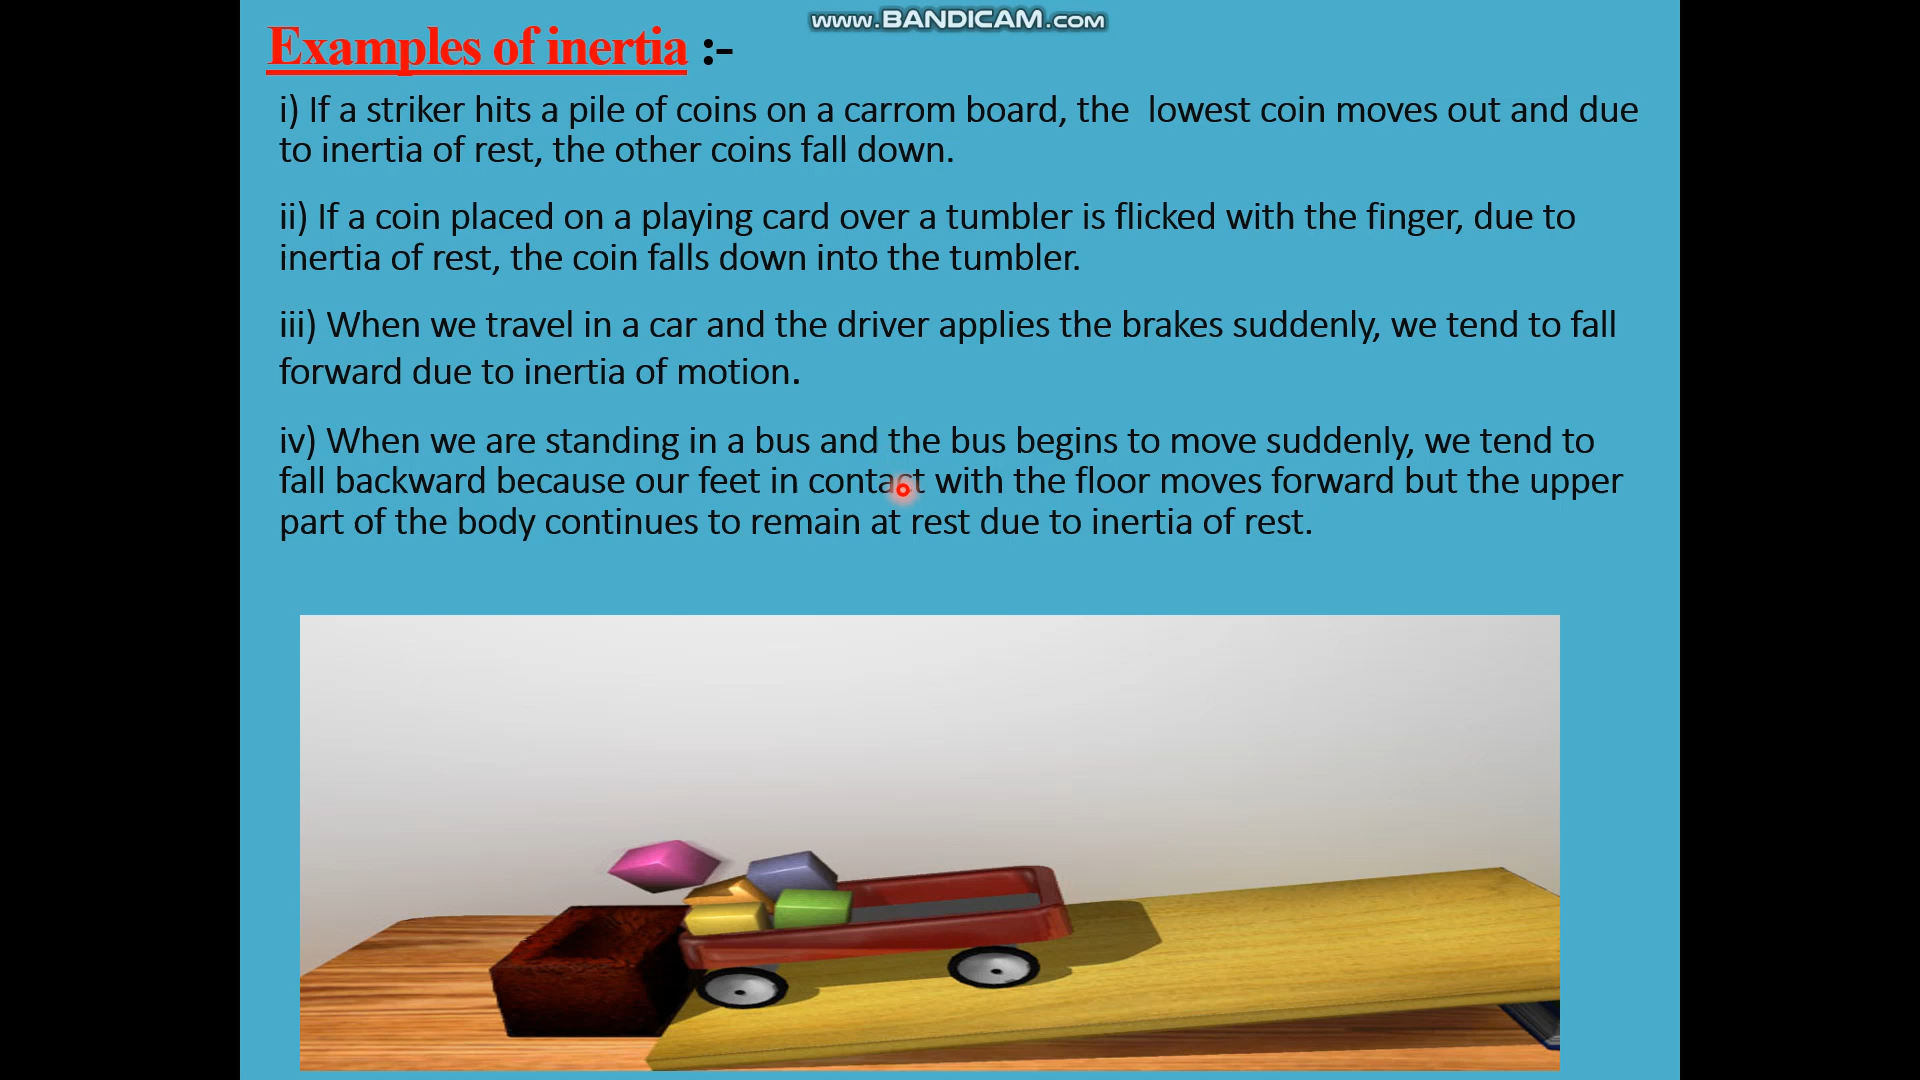 www.BANDICAM.com
Examples of inertia :-
i) If a striker hits a pile of coins on a carrom board, the lowest coin moves out and due
to inertia of rest, the other coins fall down.
ii) If a coin placed on a playing card over a tumbler is flicked with the finger, due to
inertia of rest, the coin falls down into the tumbler.
iii) When we travel in a car and the driver applies the brakes suddenly, we tend to fall
forward due to inertia of motion.
iv) When we are standing in a bus and the bus begins to move suddenly, we tend to
fall backward because our feet in contact with the floor moves forward but the upper
part of the body continues to remain at rest due to inertia of rest.